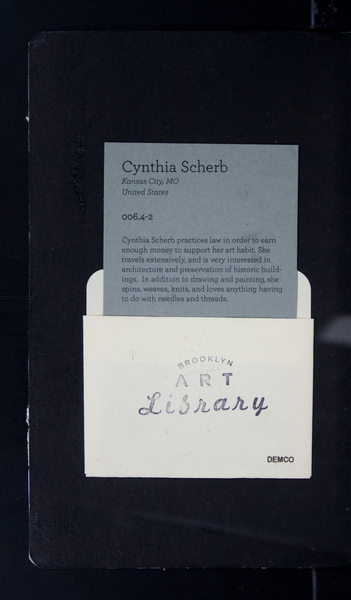 Cynthia Scherb
Kansas City, MO
United States
006.4-2
Cynthia Scherb practices law in order to earn
enough money to support her art habit. She
travels extensively, and is very interested in
architecture and preservation of historic build-
ings. In addition to drawing and painting, she
spins, weaves, knits, and loves anything having
to do with needles and threads.
BROOKLYN
ART
Library
DEMCO